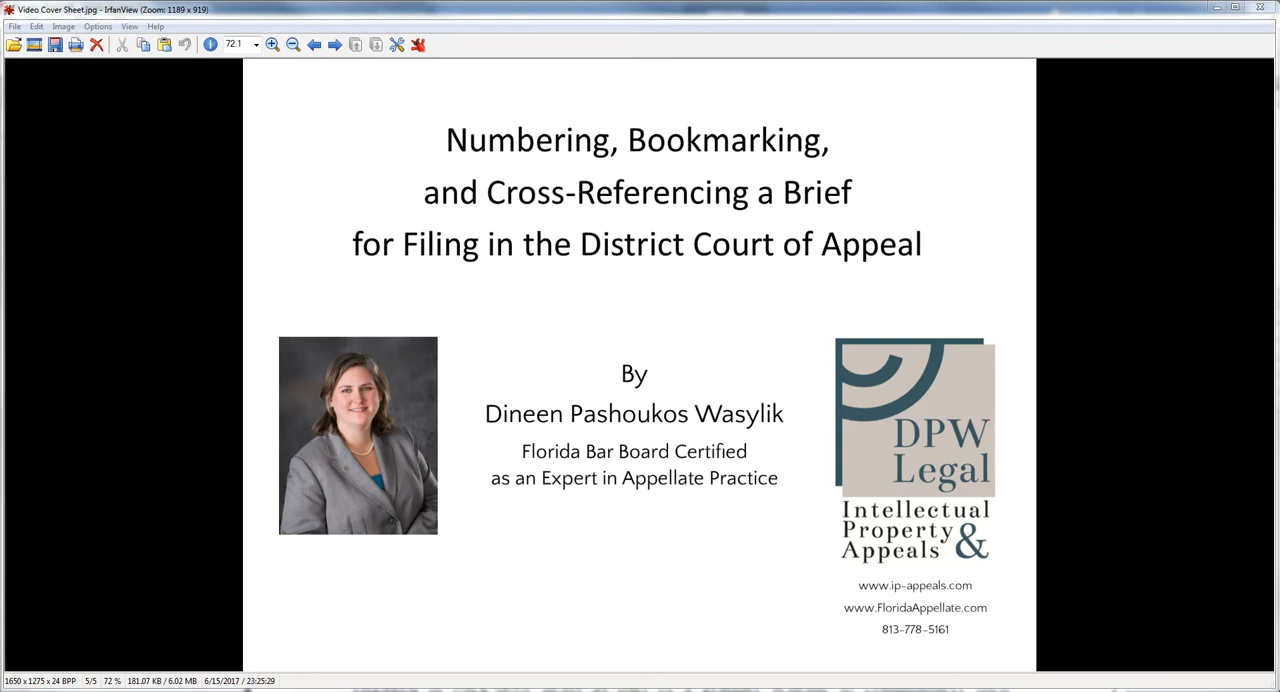 Video Cover Sheet.jpg - IrfanView (Zoom: 1189 x 919)
File Edit Image Options View Help
72.1
Numbering, Bookmarking,
and Cross-Referencing a Brief
for Filing in the District Court of Appeal
By
Dineen Pashoukos Wasylik
Florida Bar Board Certified
as an Expert in Appellate Practice
DPW
Legal
Intellectual
Property &
Appeals
www.ip-appeals.com
www.FloridaAppellate.com
813-778-5161
1650 x 1275 x 24 BPP 5/5 72 % 181.07 KB / 6.02 MB 6/15/2017 / 23:25:29